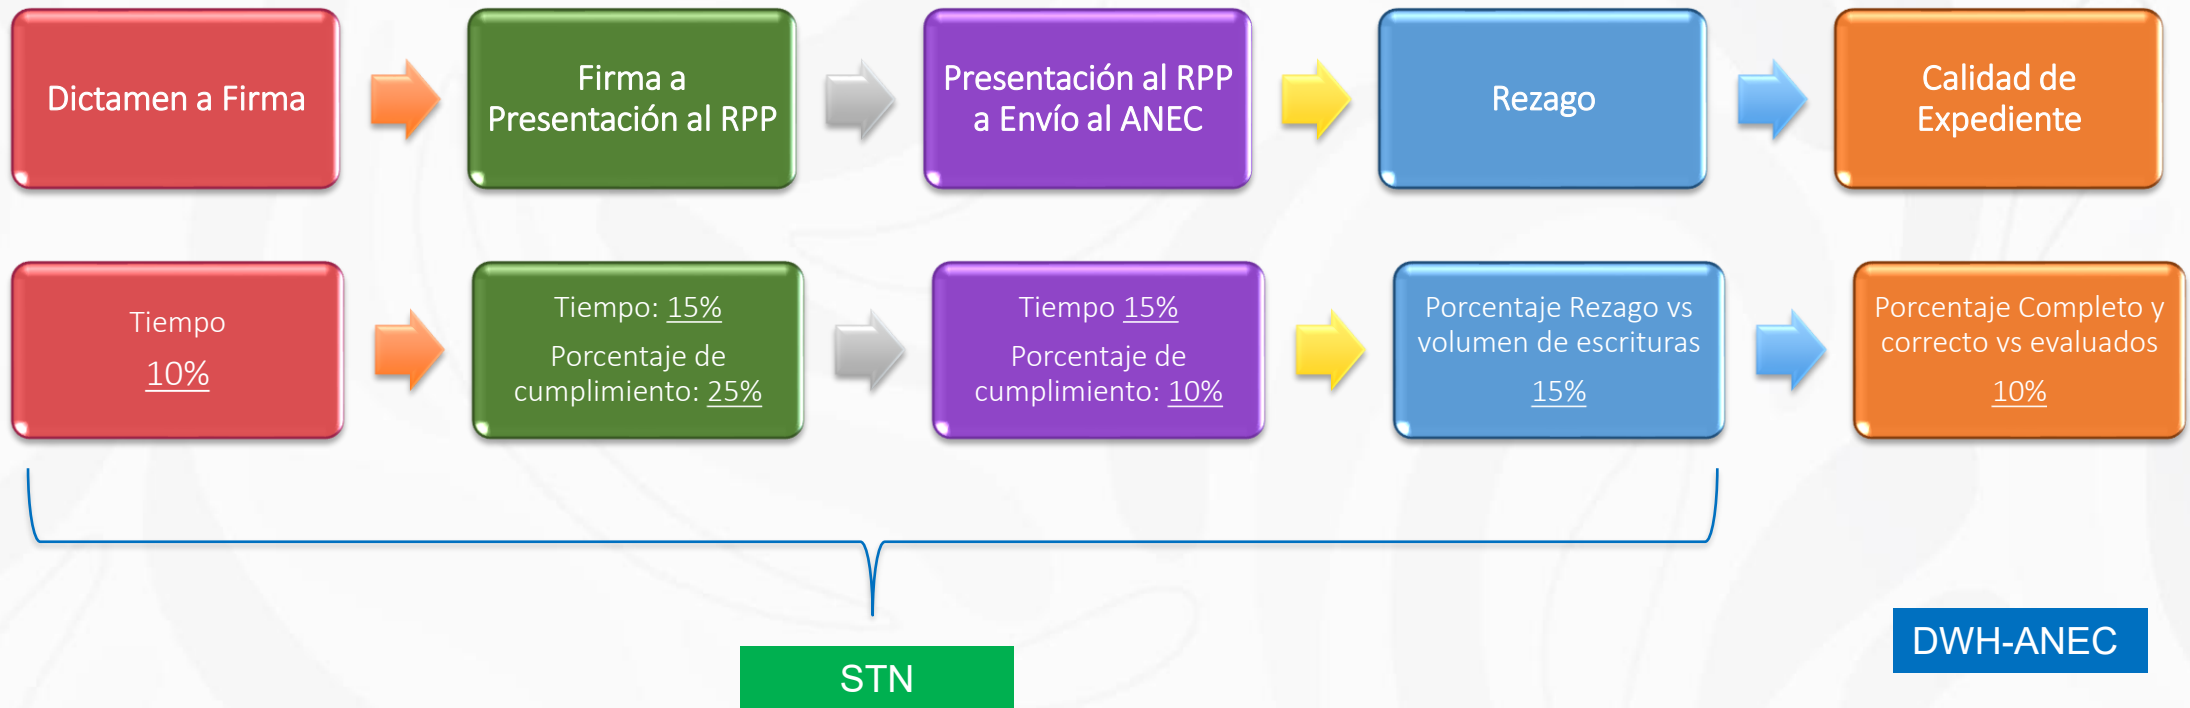 Dictamen a Firma
Firma a
Presentación al RPP
Presentación al RPP
a Envío al ANEC
Rezago
Calidad de
Expediente
Tiempo
10%
Tiempo: 15%
Porcentaje de
cumplimiento: 25%
Tiempo 15%
Porcentaje de
cumplimiento: 10%
Porcentaje Rezago vs
volumen de escrituras
15%
Porcentaje Completo y
correcto vs evaluados
10%
STN
DWH-ANEC